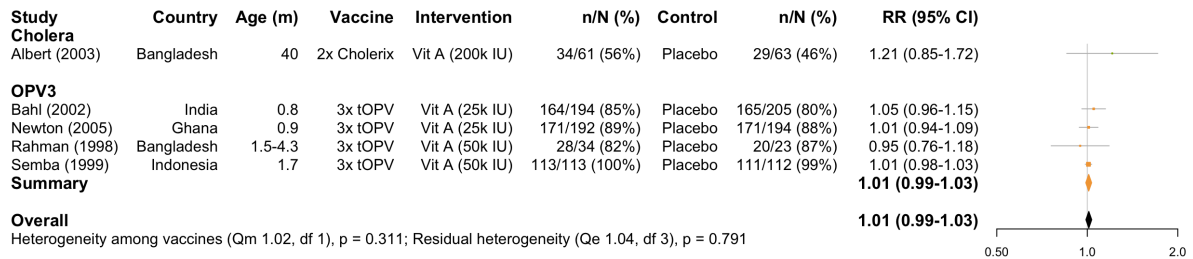 Study Country Age (m) Vaccine Intervention n/N (%) Control n/N (%) RR (95% CI)
Cholera
Albert (2003) Bangladesh 40 2x Cholerix Vit A (200k IU) 34/61 (56%) Placebo 29/63 (46%) 1.21 (0.85-1.72)
OPV3
Bahl (2002) India 0.8 3x tOPV Vit A (25k IU) 164/194 (85%) Placebo 165/205 (80%) 1.05 (0.96-1.15)
Newton (2005) Ghana 0.9 3x tOPV Vit A (25k IU) 171/192 (89%) Placebo 171/194 (88%) 1.01 (0.94-1.09)
Rahman (1998) Bangladesh 1.5-4.3 3x tOPV Vit A (50k IU) 28/34 (82%) Placebo 20/23 (87%) 0.95 (0.76-1.18)
Semba (1999) Indonesia 1.7 3x tOPV Vit A (50k IU) 113/113 (100%) Placebo 111/112 (99%) 1.01 (0.98-1.03)
Summary 1.01 (0.99-1.03)
Overall 1.01 (0.99-1.03)
Heterogeneity among vaccines (Qm 1.02, df 1), p = 0.311; Residual heterogeneity (Qe 1.04, df 3), p = 0.791
0.50 1.0 2.0